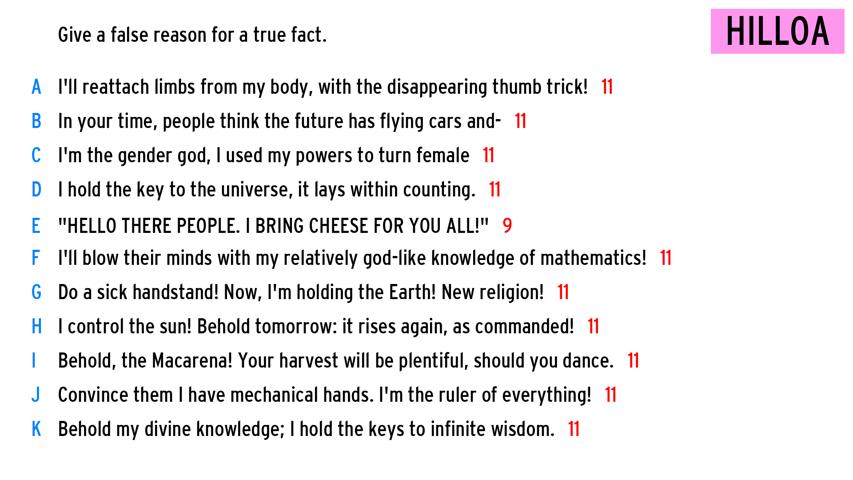 Give a false reason for a true fact.
HILLOA
A I'll reattach limbs from my body, with the disappearing thumb trick! 11
B In your time, people think the future has flying cars and- 11
C I'm the gender god, I used my powers to turn female 11
D I hold the key to the universe, it lays within counting. 11
E "HELLO THERE PEOPLE. I BRING CHEESE FOR YOU ALL!" 9
F I'll blow their minds with my relatively god-like knowledge of mathematics! 11
G Do a sick handstand! Now, I'm holding the Earth! New religion! 11
H I control the sun! Behold tomorrow: it rises again, as commanded! 11
I Behold, the Macarena! Your harvest will be plentiful, should you dance. 11
J Convince them I have mechanical hands. I'm the ruler of everything! 11
K Behold my divine knowledge; I hold the keys to infinite wisdom. 11